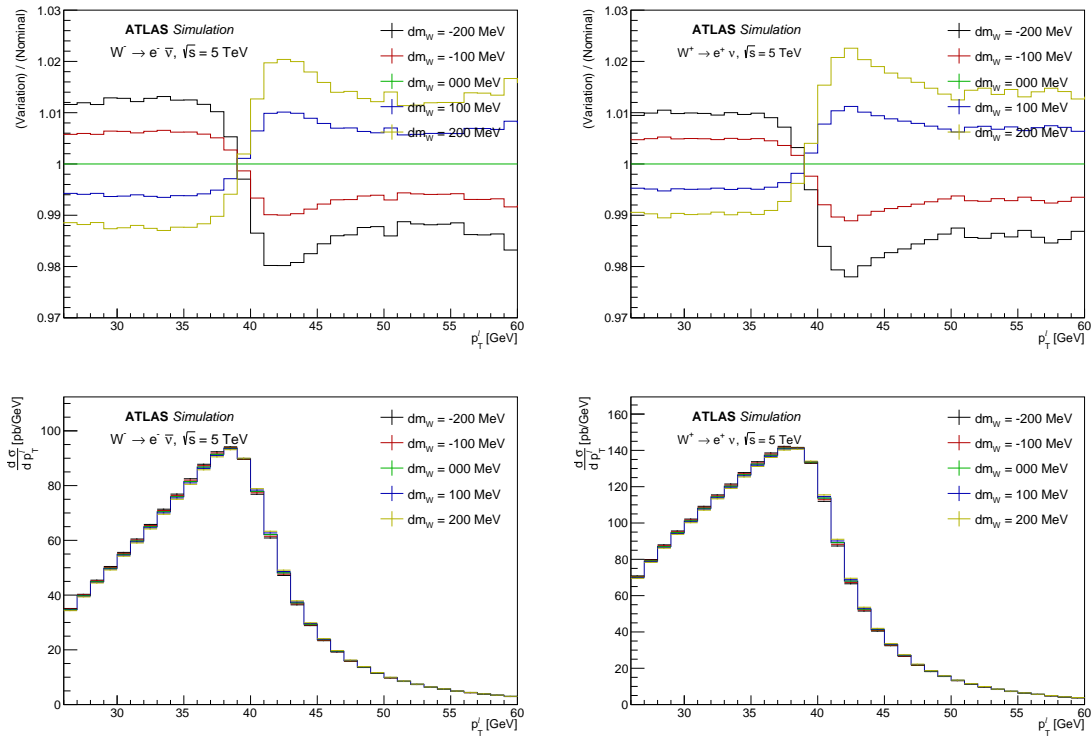 1.03
1.02
1.01
1
0.99
0.98
0.97
(Variation) / (Nominal)
ATLAS Simulation
W⁻ → e⁻ ν̄, √s = 5 TeV
dm_W = -200 MeV
dm_W = -100 MeV
dm_W = 000 MeV
dm_W = 100 MeV
dm_W = 200 MeV
30 35 40 45 50 55 60
p_T^l [GeV]
1.03
1.02
1.01
1
0.99
0.98
0.97
(Variation) / (Nominal)
ATLAS Simulation
W⁺ → e⁺ ν, √s = 5 TeV
dm_W = -200 MeV
dm_W = -100 MeV
dm_W = 000 MeV
dm_W = 100 MeV
dm_W = 200 MeV
30 35 40 45 50 55 60
p_T^l [GeV]
100
80
60
40
20
0
d σ / d p_T^l [pb/GeV]
ATLAS Simulation
W⁻ → e⁻ ν̄, √s = 5 TeV
dm_W = -200 MeV
dm_W = -100 MeV
dm_W = 000 MeV
dm_W = 100 MeV
dm_W = 200 MeV
30 35 40 45 50 55 60
p_T^l [GeV]
160
140
120
100
80
60
40
20
0
d σ / d p_T^l [pb/GeV]
ATLAS Simulation
W⁺ → e⁺ ν, √s = 5 TeV
dm_W = -200 MeV
dm_W = -100 MeV
dm_W = 000 MeV
dm_W = 100 MeV
dm_W = 200 MeV
30 35 40 45 50 55 60
p_T^l [GeV]